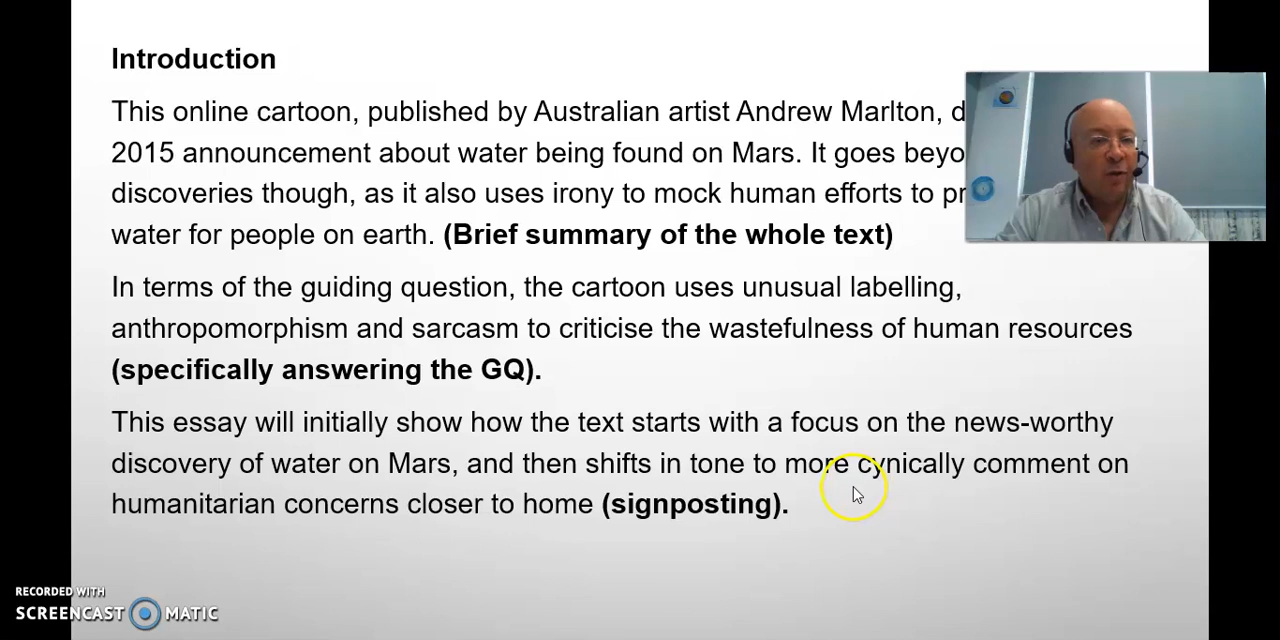 Introduction
This online cartoon, published by Australian artist Andrew Marlton, d
2015 announcement about water being found on Mars. It goes beyo
discoveries though, as it also uses irony to mock human efforts to pr
water for people on earth. (Brief summary of the whole text)
In terms of the guiding question, the cartoon uses unusual labelling,
anthropomorphism and sarcasm to criticise the wastefulness of human resources
(specifically answering the GQ).
This essay will initially show how the text starts with a focus on the news-worthy
discovery of water on Mars, and then shifts in tone to more cynically comment on
humanitarian concerns closer to home (signposting).
RECORDED WITH
SCREENCAST MATIC